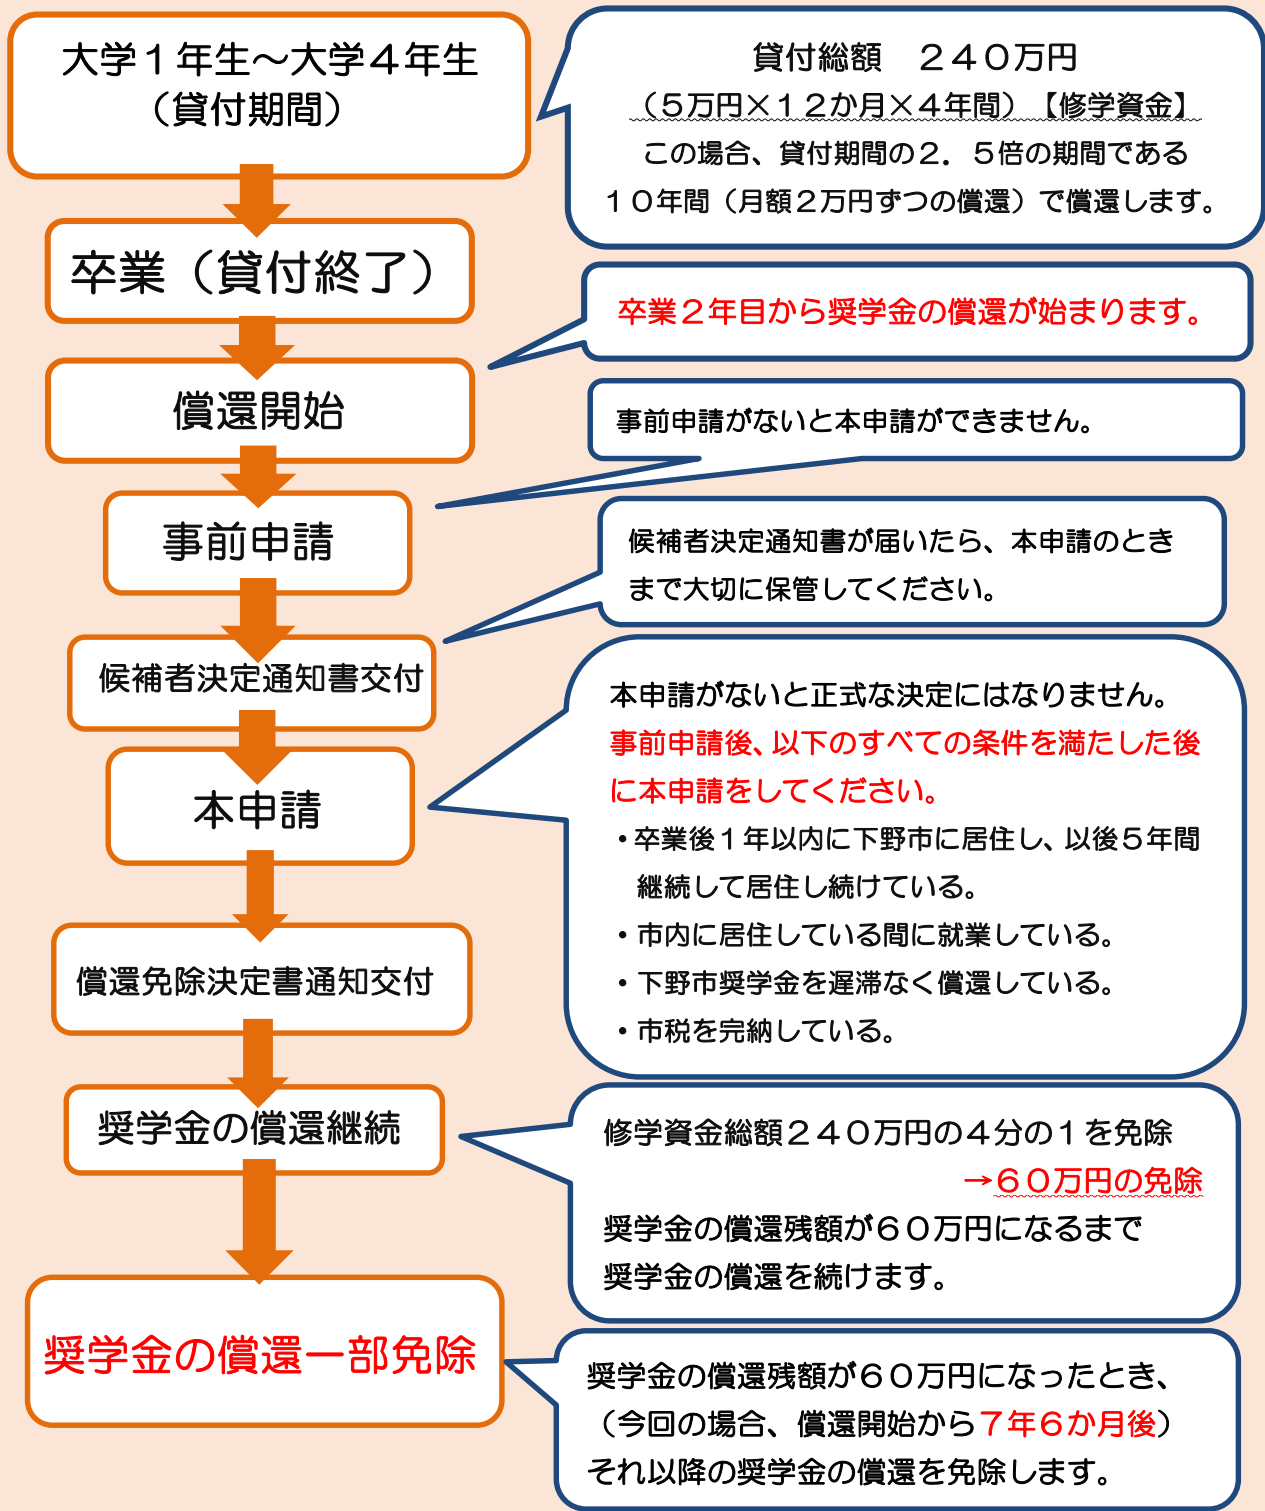 大学１年生～大学４年生
（貸付期間）
貸付総額　２４０万円
（５万円×１２か月×４年間）【修学資金】
この場合、貸付期間の２．５倍の期間である
１０年間（月額２万円ずつの償還）で償還します。
卒業（貸付終了）
卒業２年目から奨学金の償還が始まります。
償還開始
事前申請がないと本申請ができません。
事前申請
候補者決定通知書が届いたら、本申請のとき
まで大切に保管してください。
候補者決定通知書交付
本申請がないと正式な決定にはなりません。
事前申請後、以下のすべての条件を満たした後
に本申請をしてください。
・卒業後１年以内に下野市に居住し、以後５年間
継続して居住し続けている。
・市内に居住している間に就業している。
・下野市奨学金を遅滞なく償還している。
・市税を完納している。
本申請
償還免除決定書通知交付
奨学金の償還継続
修学資金総額２４０万円の４分の１を免除
→６０万円の免除
奨学金の償還残額が６０万円になるまで
奨学金の償還を続けます。
奨学金の償還一部免除
奨学金の償還残額が６０万円になったとき、
（今回の場合、償還開始から７年６か月後）
それ以降の奨学金の償還を免除します。